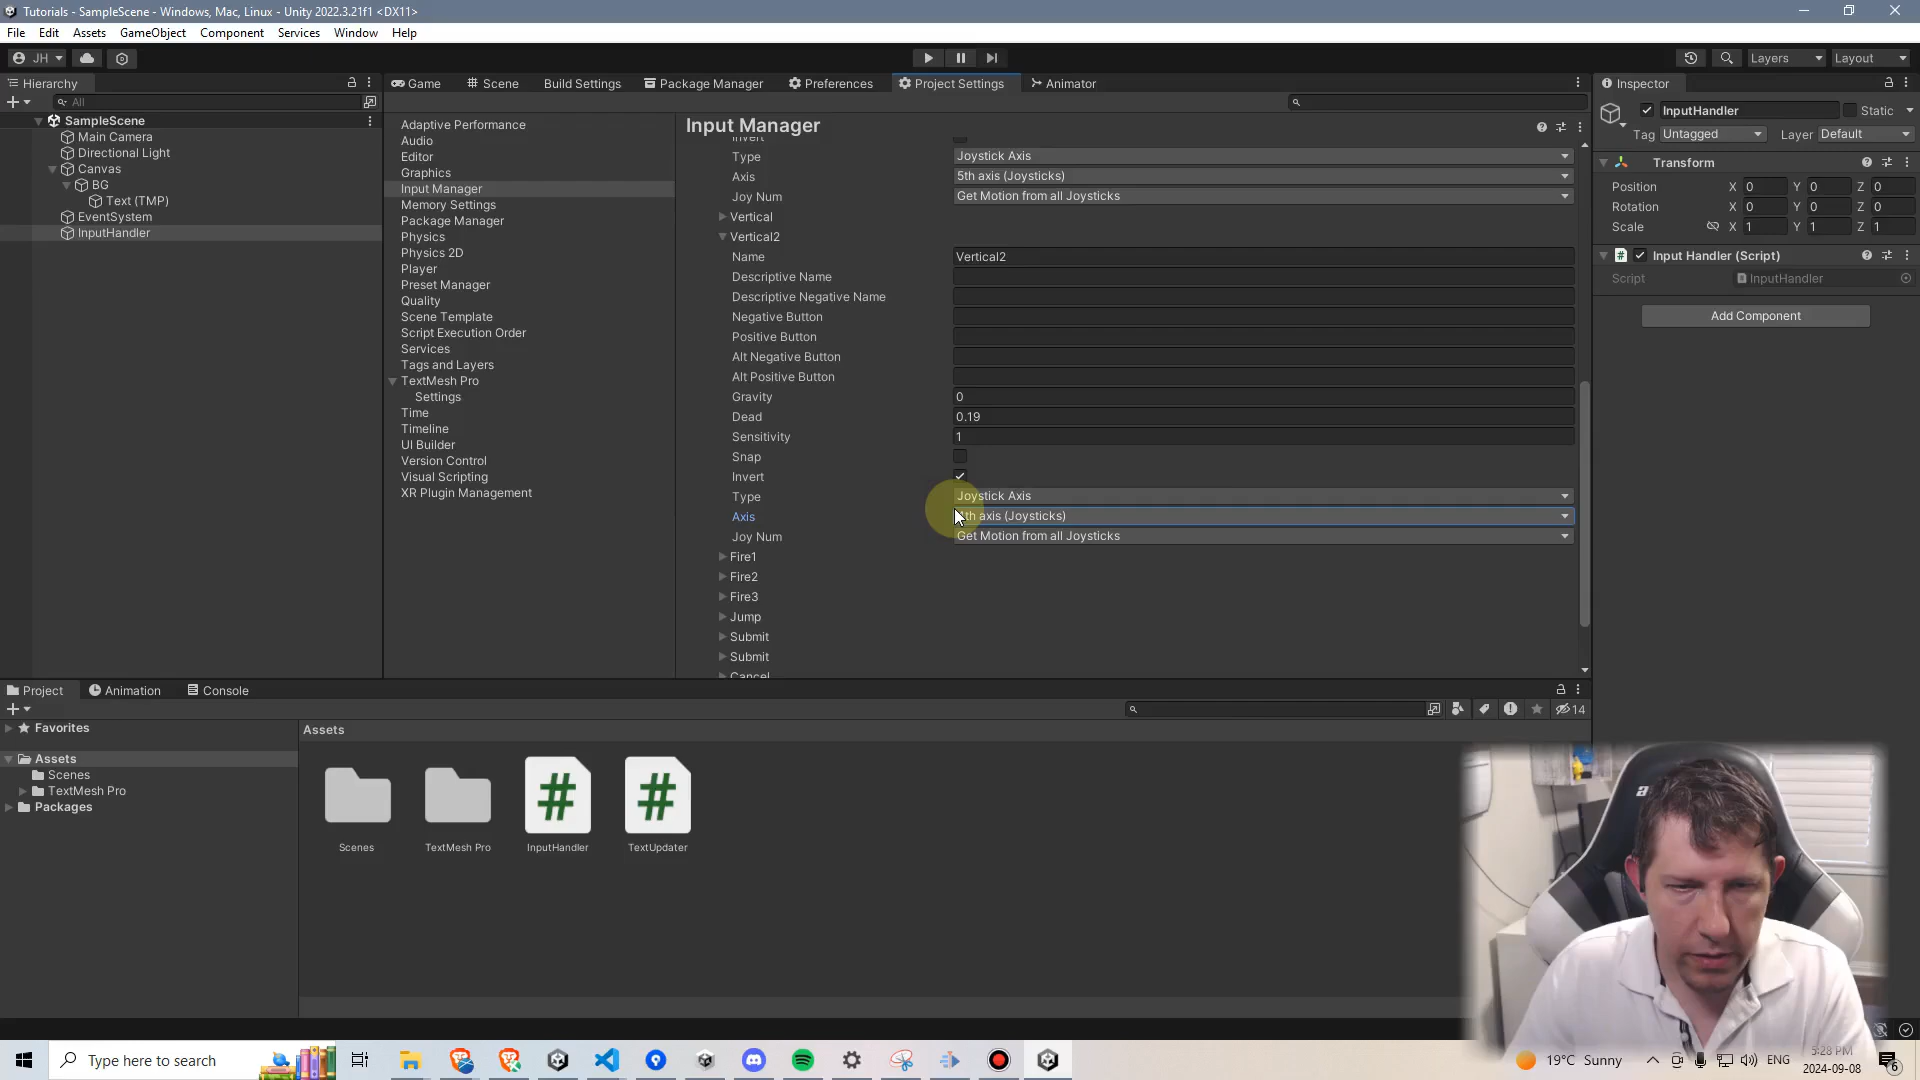 Tutorials - SampleScene - Windows, Mac, Linux - Unity 2022.3.21f1 <DX11>
File Edit Assets GameObject Component Services Window Help
JH Layers Layout
Hierarchy Game Scene Build Settings Package Manager Preferences Project Settings Animator Inspector
All
SampleScene
Main Camera
Directional Light
Canvas
BG
Text (TMP)
EventSystem
InputHandler
Adaptive Performance
Audio
Editor
Graphics
Input Manager
Memory Settings
Package Manager
Physics
Physics 2D
Player
Preset Manager
Quality
Scene Template
Script Execution Order
Services
Tags and Layers
TextMesh Pro
Settings
Time
Timeline
UI Builder
Version Control
Visual Scripting
XR Plugin Management
Input Manager
Invert
Type Joystick Axis
Axis 5th axis (Joysticks)
Joy Num Get Motion from all Joysticks
Vertical
Vertical2
Name Vertical2
Descriptive Name
Descriptive Negative Name
Negative Button
Positive Button
Alt Negative Button
Alt Positive Button
Gravity 0
Dead 0.19
Sensitivity 1
Snap
Invert
Type Joystick Axis
Axis axis (Joysticks)
Joy Num Get Motion from all Joysticks
Fire1
Fire2
Fire3
Jump
Submit
Submit
Cancel
InputHandler Static
Tag Untagged Layer Default
Transform
Position X 0 Y 0 Z 0
Rotation X 0 Y 0 Z 0
Scale X 1 Y 1 Z 1
# Input Handler (Script)
Script InputHandler
Add Component
Project Animation Console
14
Favorites
Assets
Scenes
TextMesh Pro
Packages
Assets
Scenes
TextMesh Pro
#
InputHandler
#
TextUpdater
Type here to search
19°C Sunny
ENG
5:28 PM
2024-09-08
6